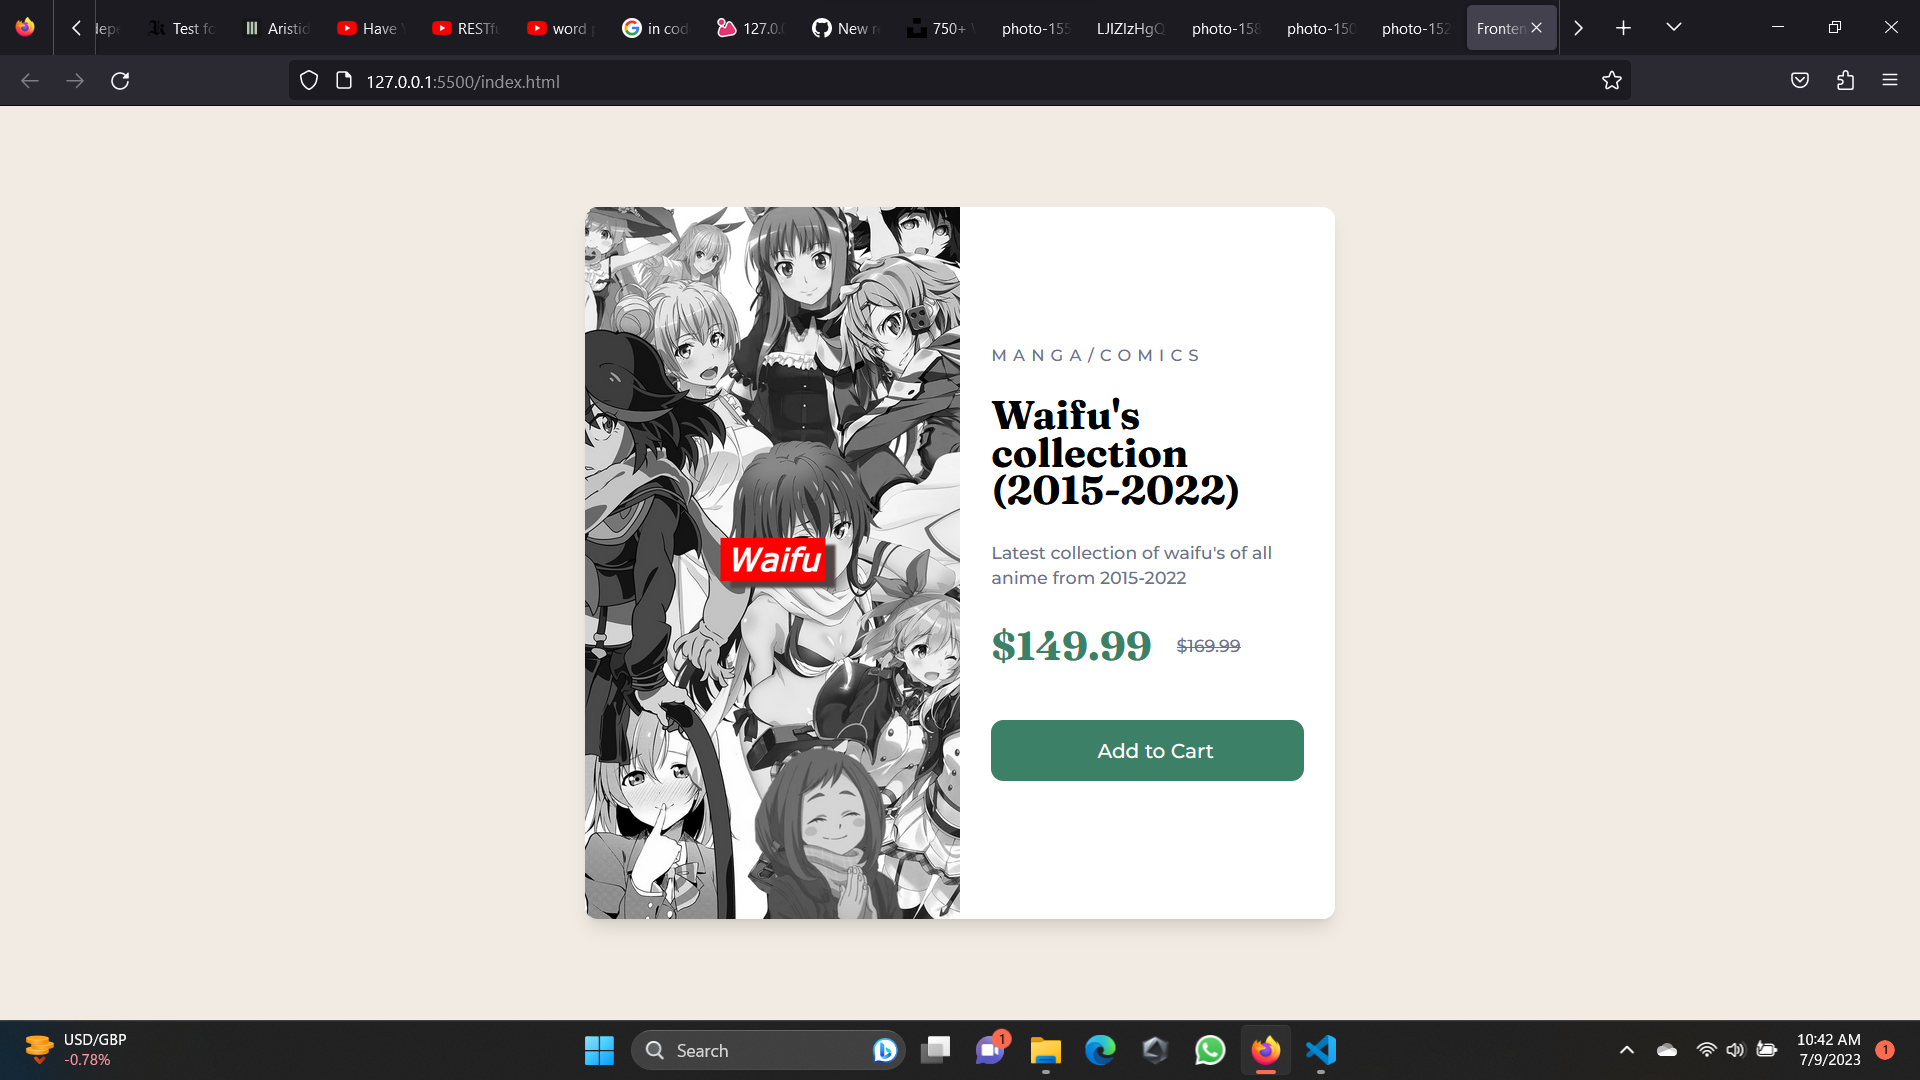 Test fo
Aristid
Have
RESTfu
word p
in cod
127.0.0
New r
750+
photo-155
LJIZlzHgQ
photo-158
photo-150
photo-152
Fronten
127.0.0.1:5500/index.html
MANGA/COMICS
Waifu's
collection
(2015-2022)
Waifu
Latest collection of waifu's of all
anime from 2015-2022
$149.99 $169.99
Add to Cart
USD/GBP
-0.78%
Search
1
10:42 AM
7/9/2023
1